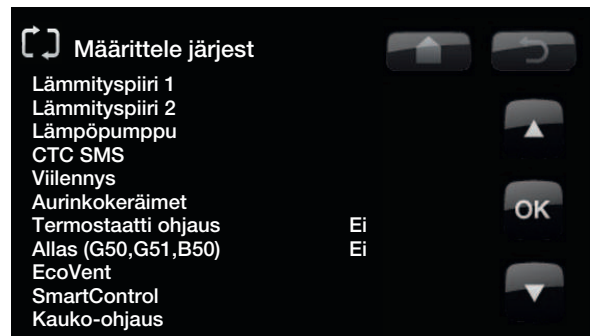 Määrittele järjest
Lämmityspiiri 1
Lämmityspiiri 2
Lämpöpumppu
CTC SMS
Viilennys
Aurinkokeräimet
Termostaatti ohjaus Ei
Allas (G50,G51,B50) Ei
EcoVent
SmartControl
Kauko-ohjaus
OK